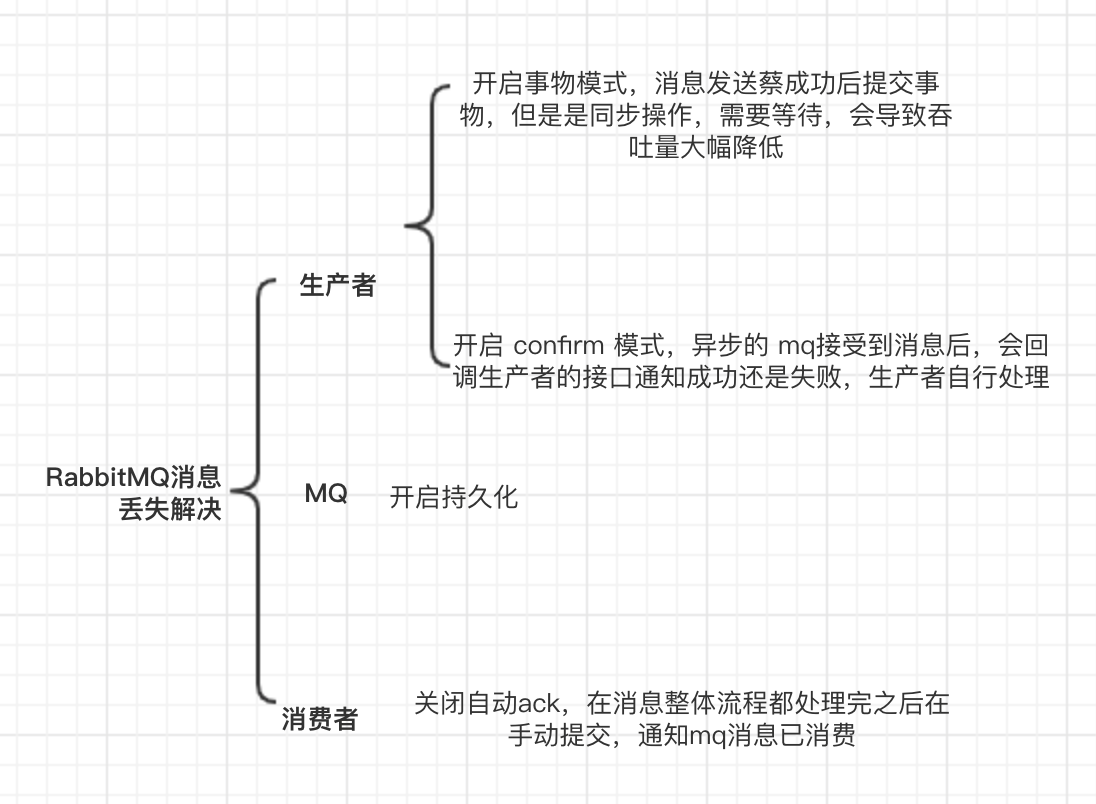 开启事物模式，消息发送蔡成功后提交事
物，但是是同步操作，需要等待，会导致吞
吐量大幅降低
生产者
开启 confirm 模式，异步的 mq接受到消息后，会回
调生产者的接口通知成功还是失败，生产者自行处理
RabbitMQ消息
丢失解决
MQ
开启持久化
消费者
关闭自动ack，在消息整体流程都处理完之后在
手动提交，通知mq消息已消费